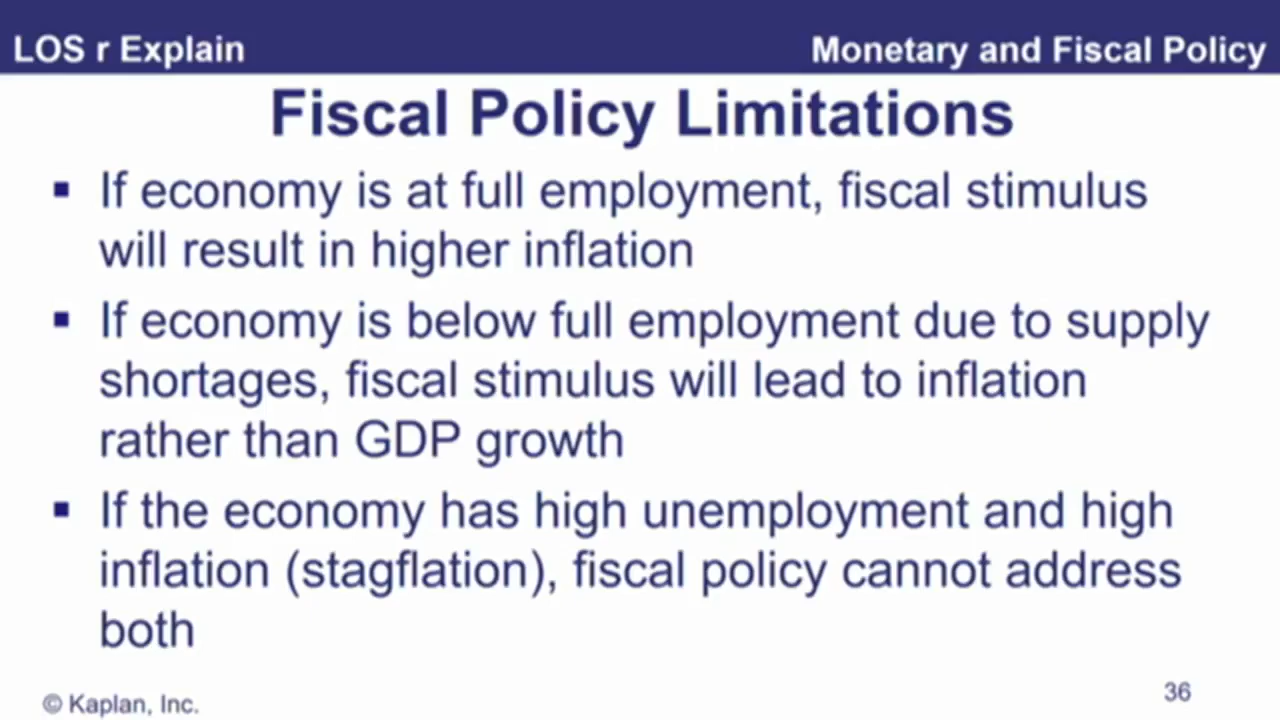 LOS r Explain
Monetary and Fiscal Policy
Fiscal Policy Limitations
▪ If economy is at full employment, fiscal stimulus
will result in higher inflation
▪ If economy is below full employment due to supply
shortages, fiscal stimulus will lead to inflation
rather than GDP growth
▪ If the economy has high unemployment and high
inflation (stagflation), fiscal policy cannot address
both
© Kaplan, Inc.
36